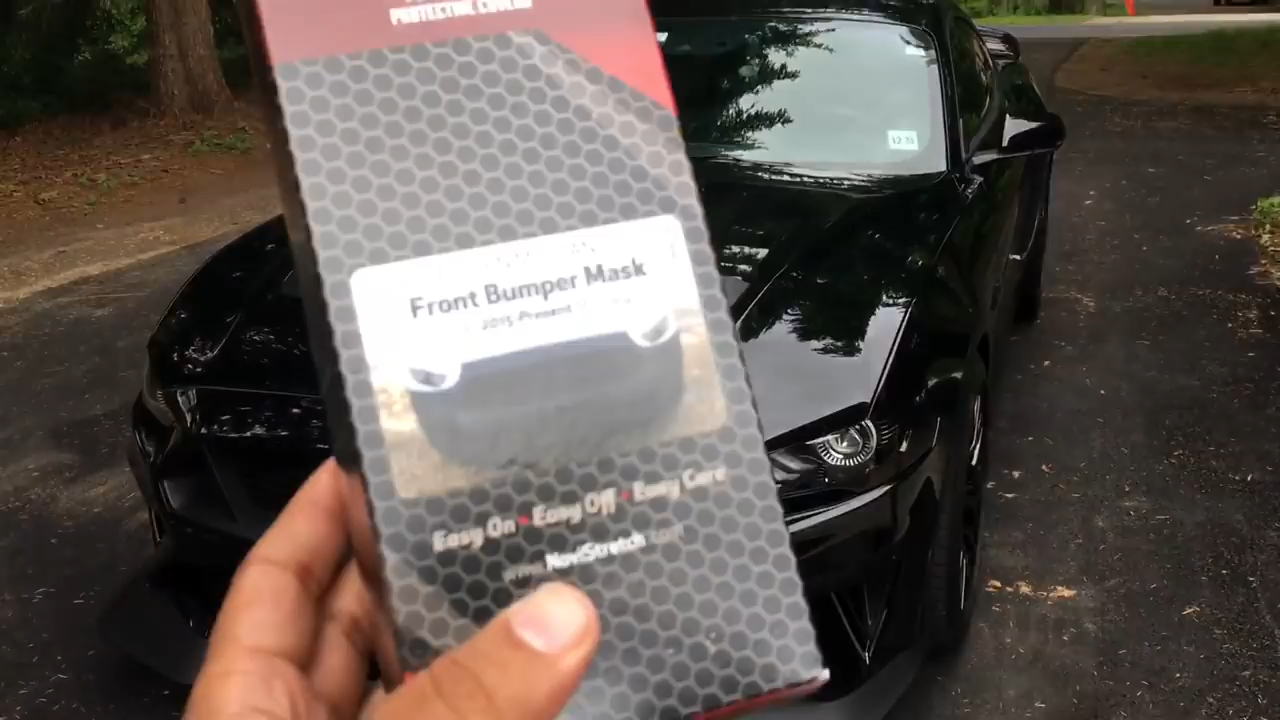 PROTECTIVE COVERS
Front Bumper Mask
2015-Present
Easy On • Easy Off • Easy Care
www.NoviStretch.com